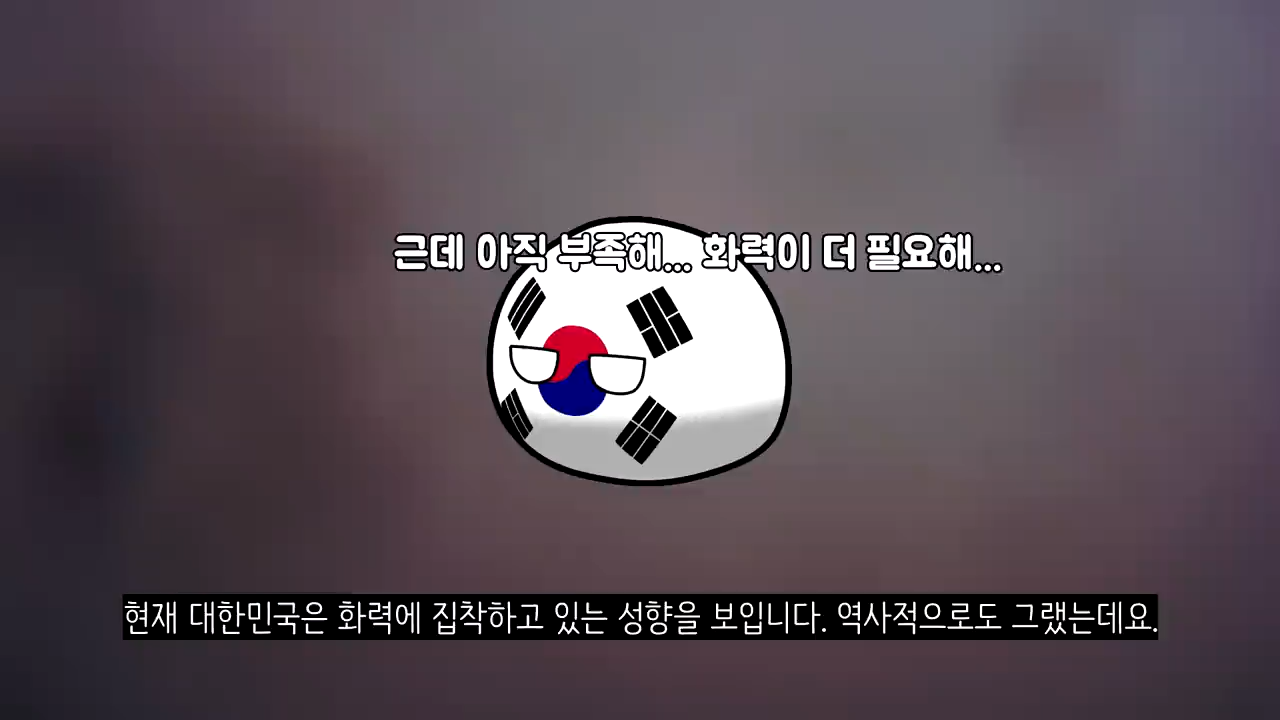 근데 아직 부족해... 화력이 더 필요해...
현재 대한민국은 화력에 집착하고 있는 성향을 보입니다. 역사적으로도 그랬는데요.